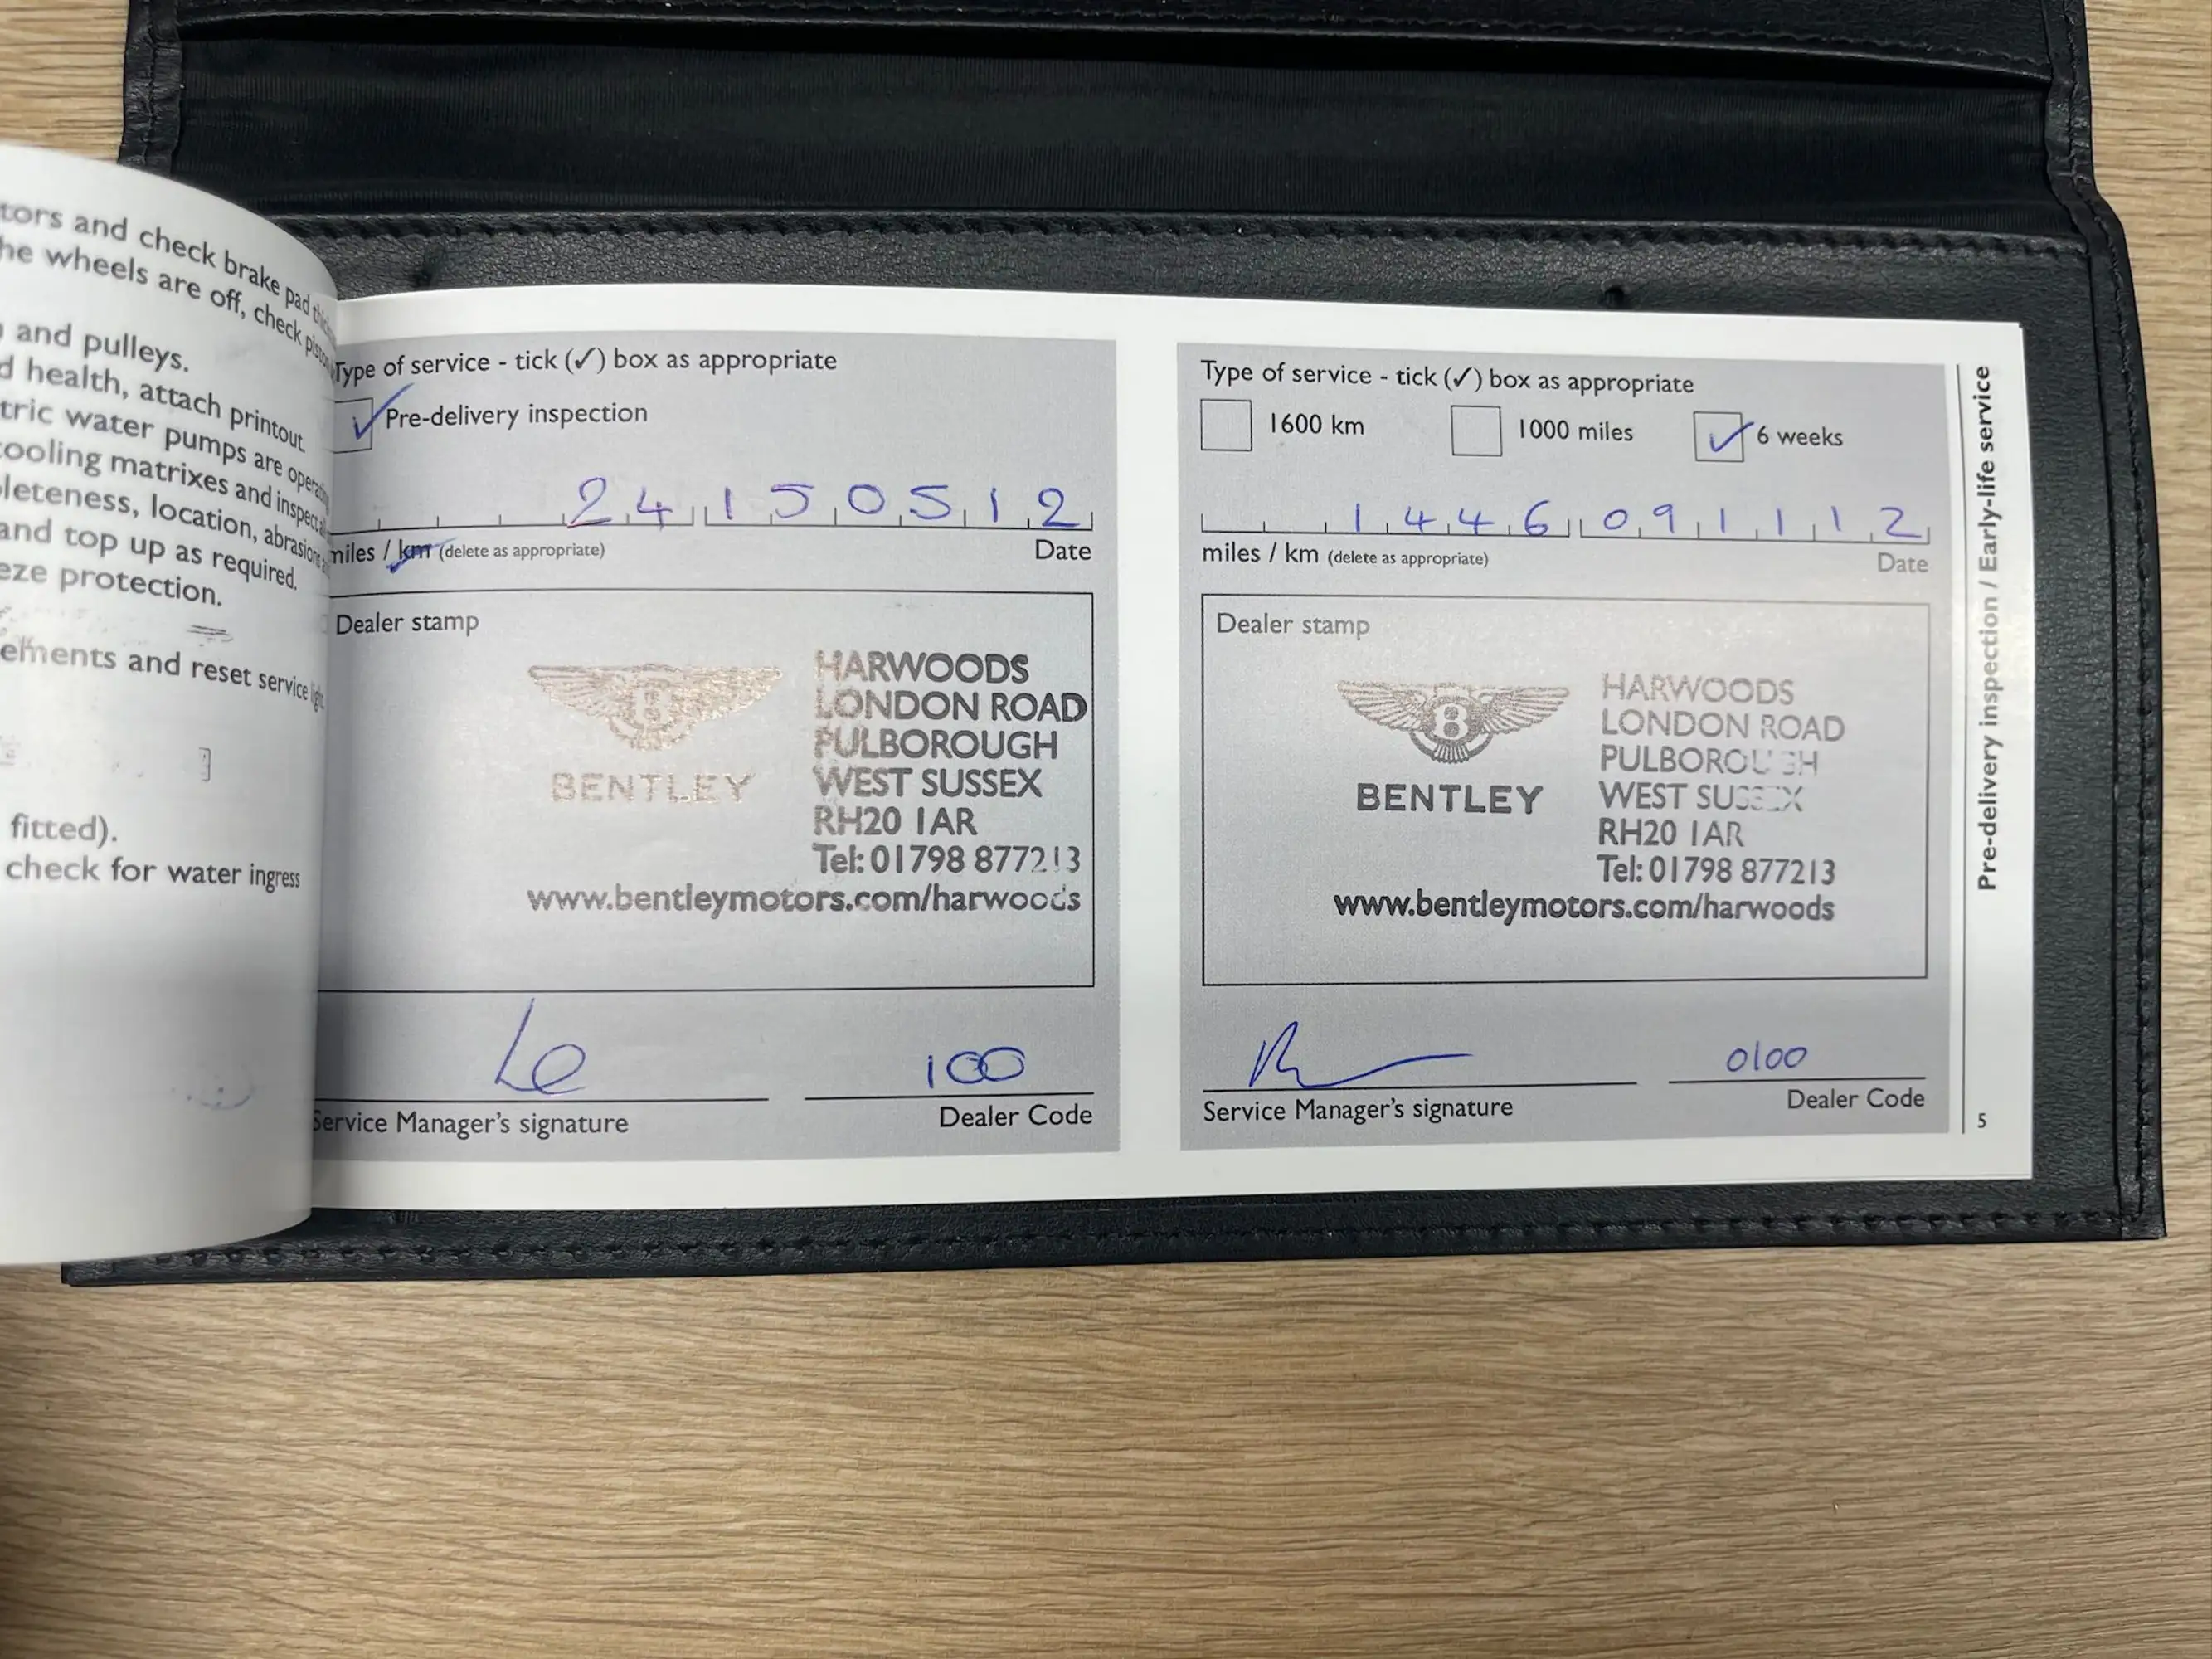 tors and check brake pad
he wheels are off, check
and pulleys.
d health, attach printout.
tric water pumps are
ooling matrixes and inspect
leteness, location, abrasion
and top up as required.
eze protection.
ements and reset service
fitted).
check for water ingress
Type of service - tick (✓) box as appropriate
✓ Pre-delivery inspection
24 150512
miles / km (delete as appropriate) Date
Dealer stamp
B
BENTLEY
HARWOODS
LONDON ROAD
PULBOROUGH
WEST SUSSEX
RH20 1AR
Tel: 01798 877213
www.bentleymotors.com/harwoods
100
Service Manager's signature Dealer Code
Type of service - tick (✓) box as appropriate
1600 km 1000 miles ✓ 6 weeks
1446 091112
miles / km (delete as appropriate) Date
Dealer stamp
B
BENTLEY
HARWOODS
LONDON ROAD
PULBOROUGH
WEST SUSSEX
RH20 1AR
Tel: 01798 877213
www.bentleymotors.com/harwoods
0100
Service Manager's signature Dealer Code
Pre-delivery inspection / Early-life service
5